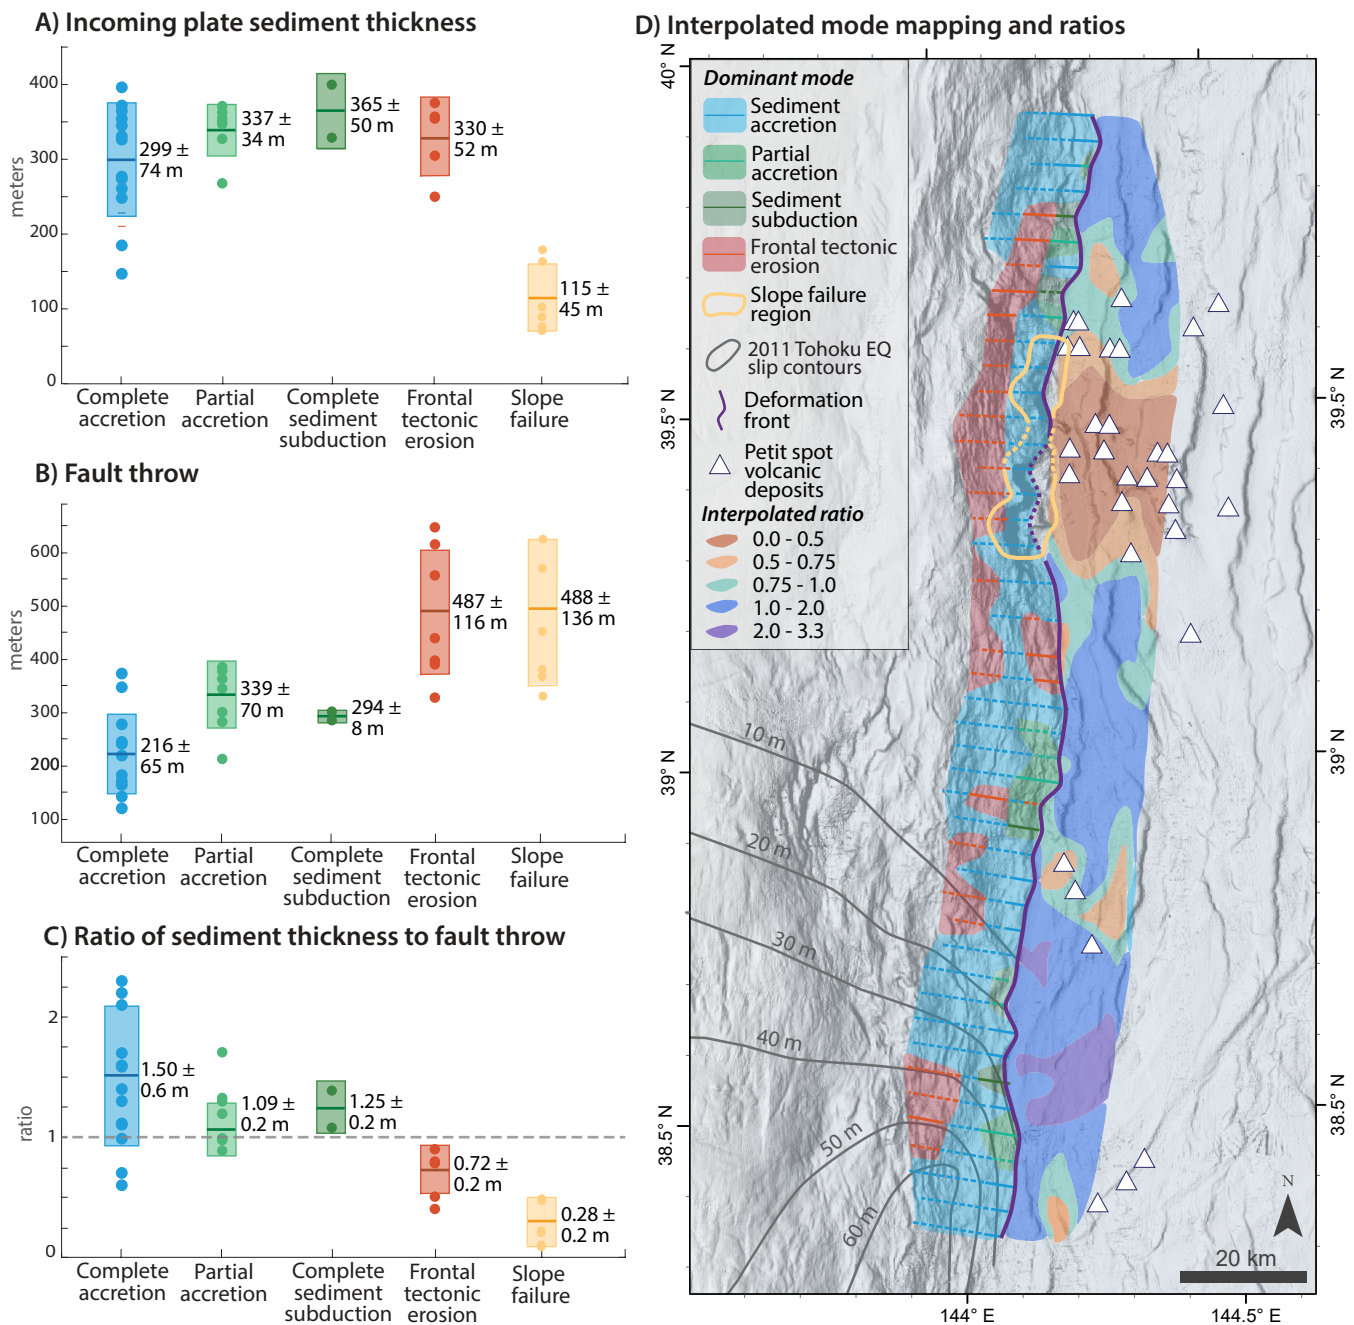 A) Incoming plate sediment thickness
400
300
200
100
0
meters
299 ±
74 m
337 ±
34 m
365 ±
50 m
330 ±
52 m
115 ±
45 m
Complete
accretion
Partial
accretion
Complete
sediment
subduction
Frontal
tectonic
erosion
Slope
failure
B) Fault throw
600
500
400
300
200
100
meters
216 ±
65 m
339 ±
70 m
294 ±
8 m
487 ±
116 m
488 ±
136 m
Complete
accretion
Partial
accretion
Complete
sediment
subduction
Frontal
tectonic
erosion
Slope
failure
C) Ratio of sediment thickness to fault throw
2
1
0
ratio
1.50 ±
0.6 m
1.09 ±
0.2 m
1.25 ±
0.2 m
0.72 ±
0.2 m
0.28 ±
0.2 m
Complete
accretion
Partial
accretion
Complete
sediment
subduction
Frontal
tectonic
erosion
Slope
failure
D) Interpolated mode mapping and ratios
Dominant mode
Sediment
accretion
Partial
accretion
Sediment
subduction
Frontal tectonic
erosion
Slope failure
region
2011 Tohoku EQ
slip contours
Deformation
front
Petit spot
volcanic
deposits
Interpolated ratio
0.0 - 0.5
0.5 - 0.75
0.75 - 1.0
1.0 - 2.0
2.0 - 3.3
40° N
39.5° N
39° N
38.5° N
39.5° N
39° N
38.5° N
10 m
20 m
30 m
40 m
50 m
60 m
N
20 km
144° E
144.5° E